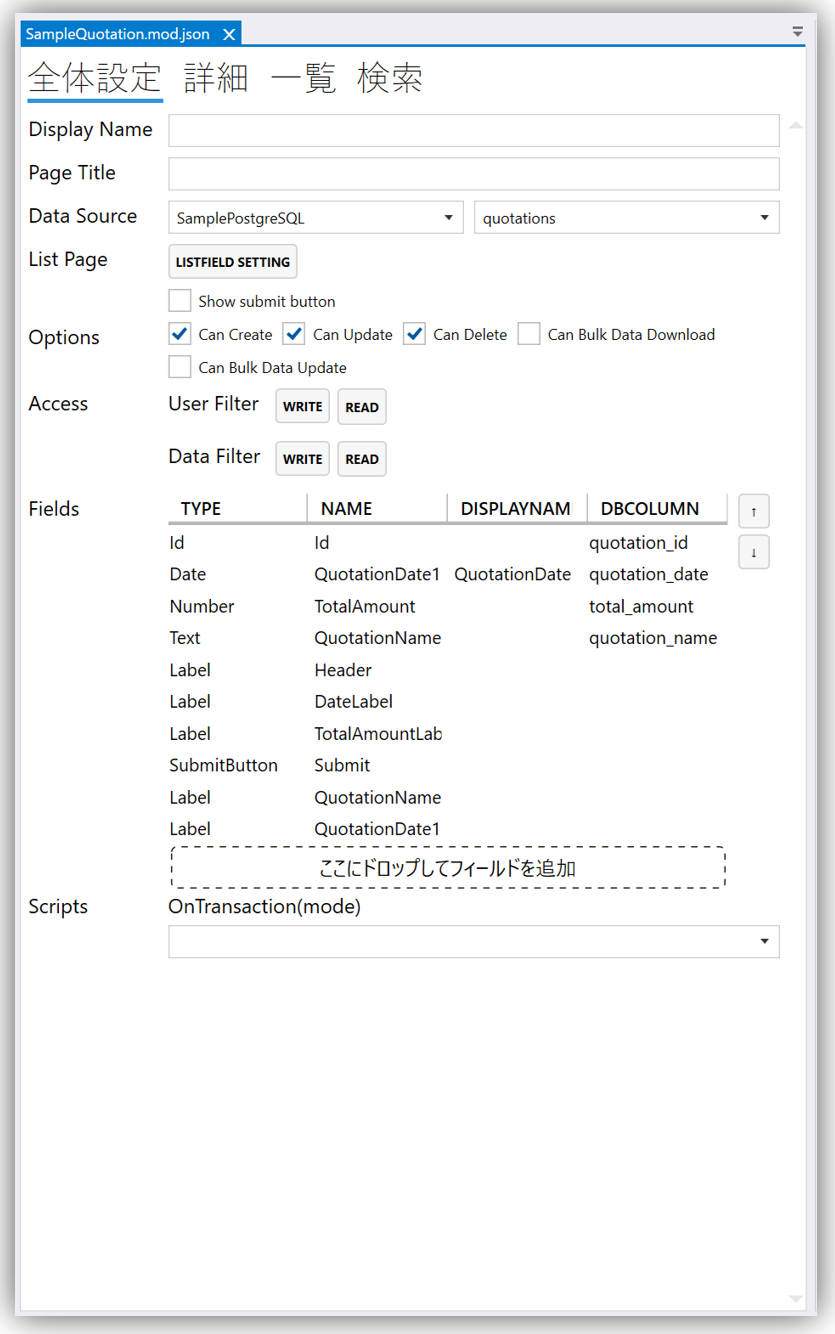 SampleQuotation.mod.json
全体設定 詳細 一覧 検索
Display Name
Page Title
Data Source SamplePostgreSQL quotations
List Page LISTFIELD SETTING
Show submit button
Options Can Create Can Update Can Delete Can Bulk Data Download
Can Bulk Data Update
Access User Filter WRITE READ
Data Filter WRITE READ
Fields TYPE NAME DISPLAYNAM DBCOLUMN ↑
Id Id quotation_id ↓
Date QuotationDate1 QuotationDate quotation_date
Number TotalAmount total_amount
Text QuotationName quotation_name
Label Header
Label DateLabel
Label TotalAmountLab
SubmitButton Submit
Label QuotationName
Label QuotationDate1
ここにドロップしてフィールドを追加
Scripts OnTransaction(mode)